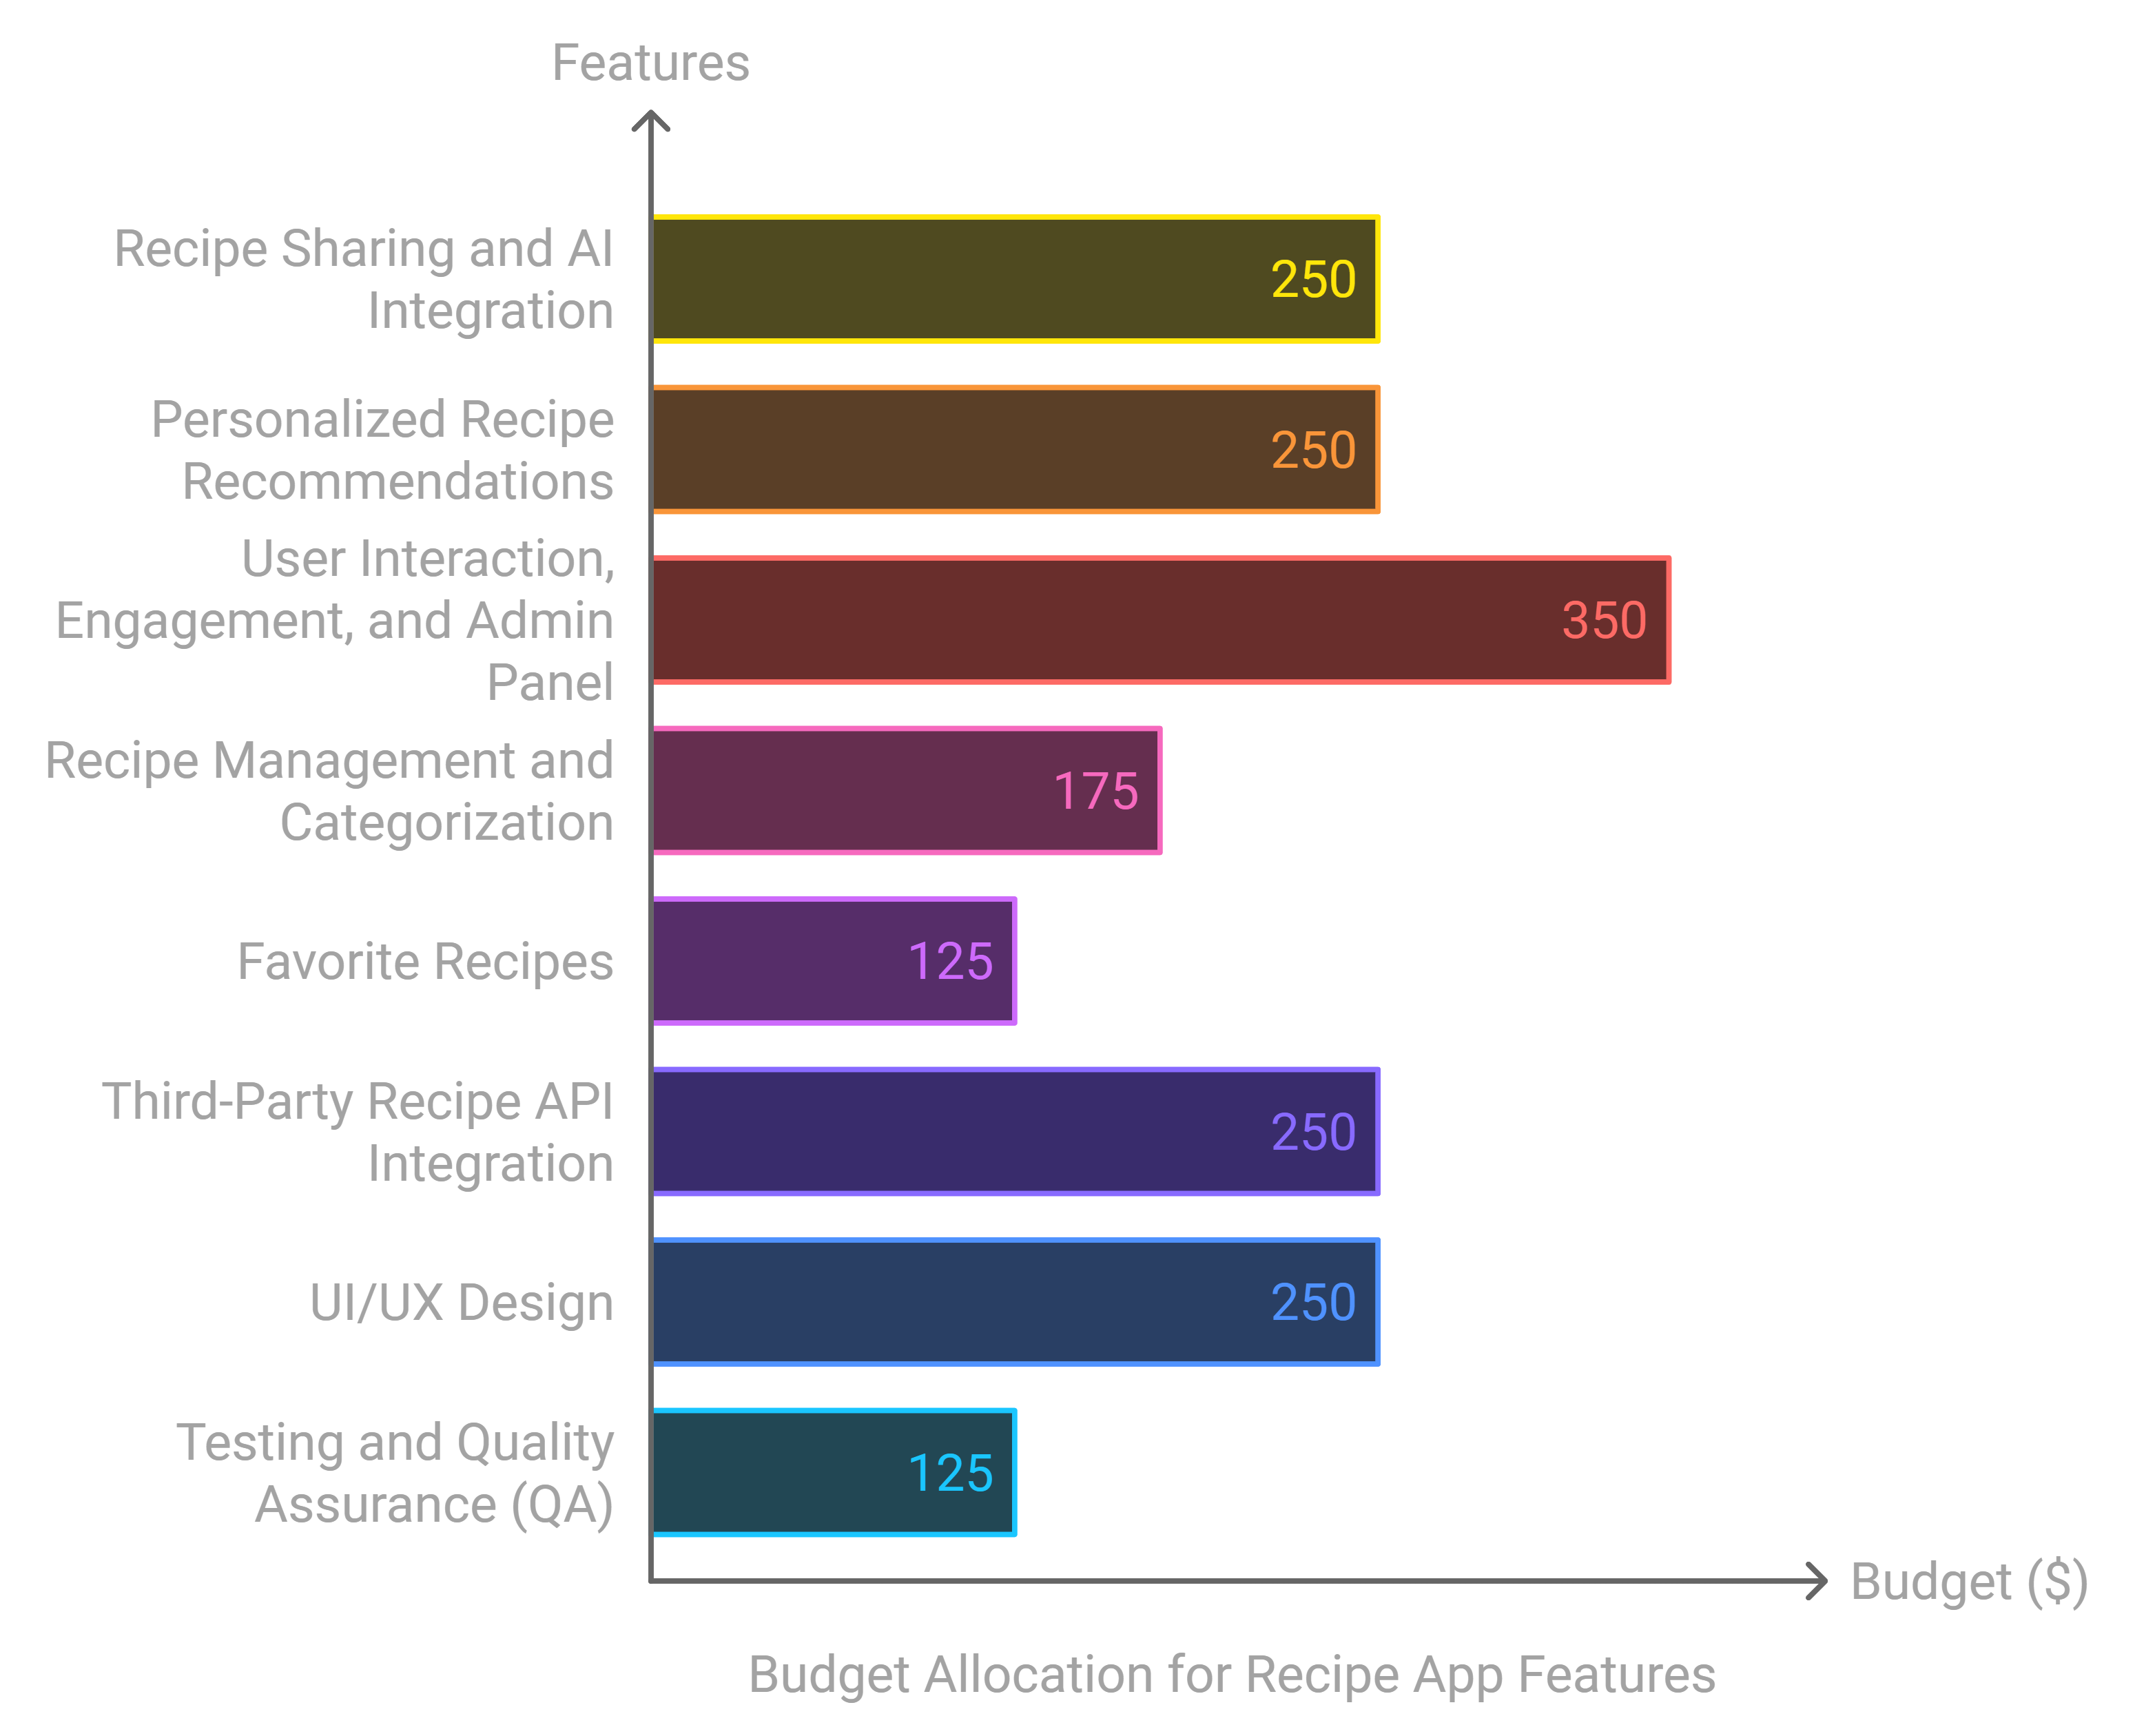 Features
Recipe Sharing and AI
Integration
250
Personalized Recipe
Recommendations
250
User Interaction,
Engagement, and Admin
Panel
350
Recipe Management and
Categorization
175
Favorite Recipes
125
Third-Party Recipe API
Integration
250
UI/UX Design
250
Testing and Quality
Assurance (QA)
125
Budget ($)
Budget Allocation for Recipe App Features